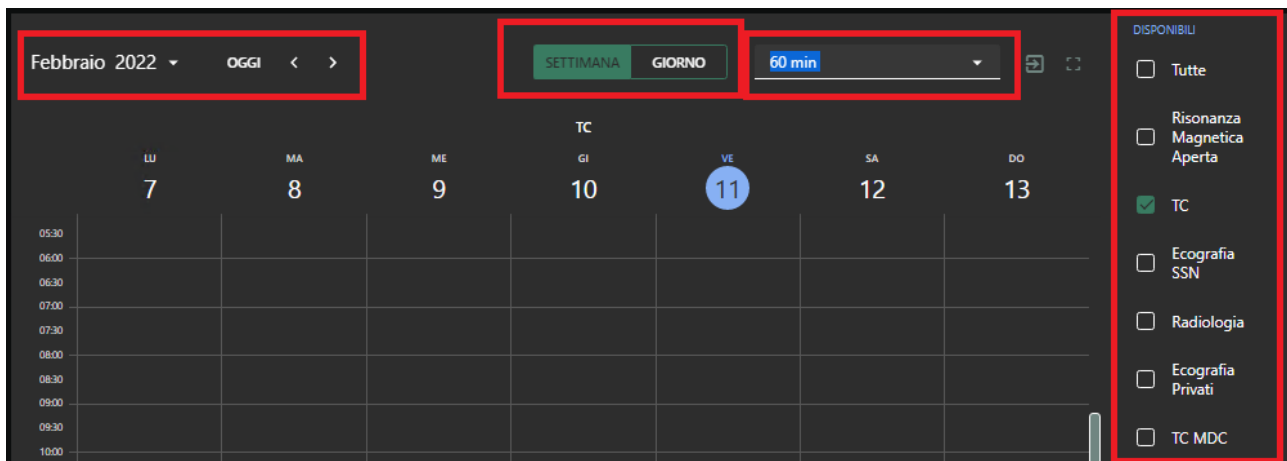 Febbraio 2022 OGGI
SETTIMANA GIORNO
60 min
TC
LU MA ME GI VE SA DO
7 8 9 10 11 12 13
05:30
06:00
06:30
07:00
07:30
08:00
08:30
09:00
09:30
10:00
DISPONIBILI
Tutte
Risonanza
Magnetica
Aperta
TC
Ecografia
SSN
Radiologia
Ecografia
Privati
TC MDC